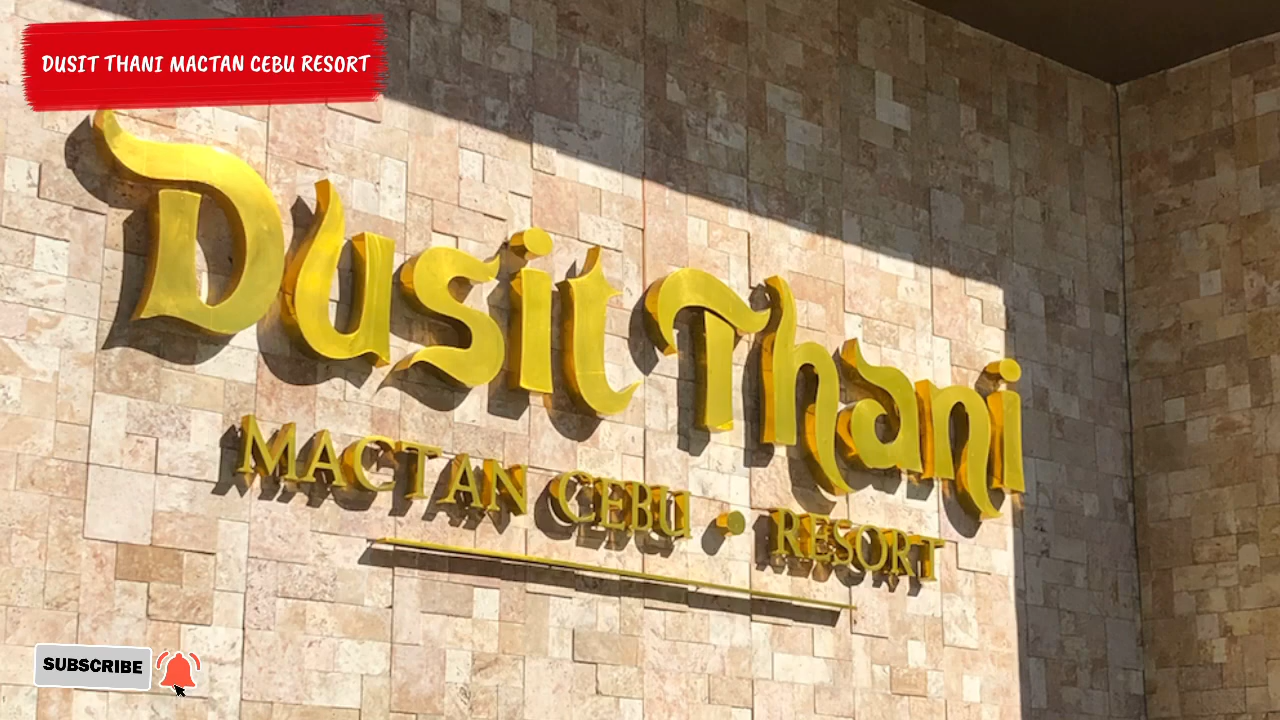 DUSIT THANI MACTAN CEBU RESORT
Dusit Thani
MACTAN CEBU • RESORT
SUBSCRIBE